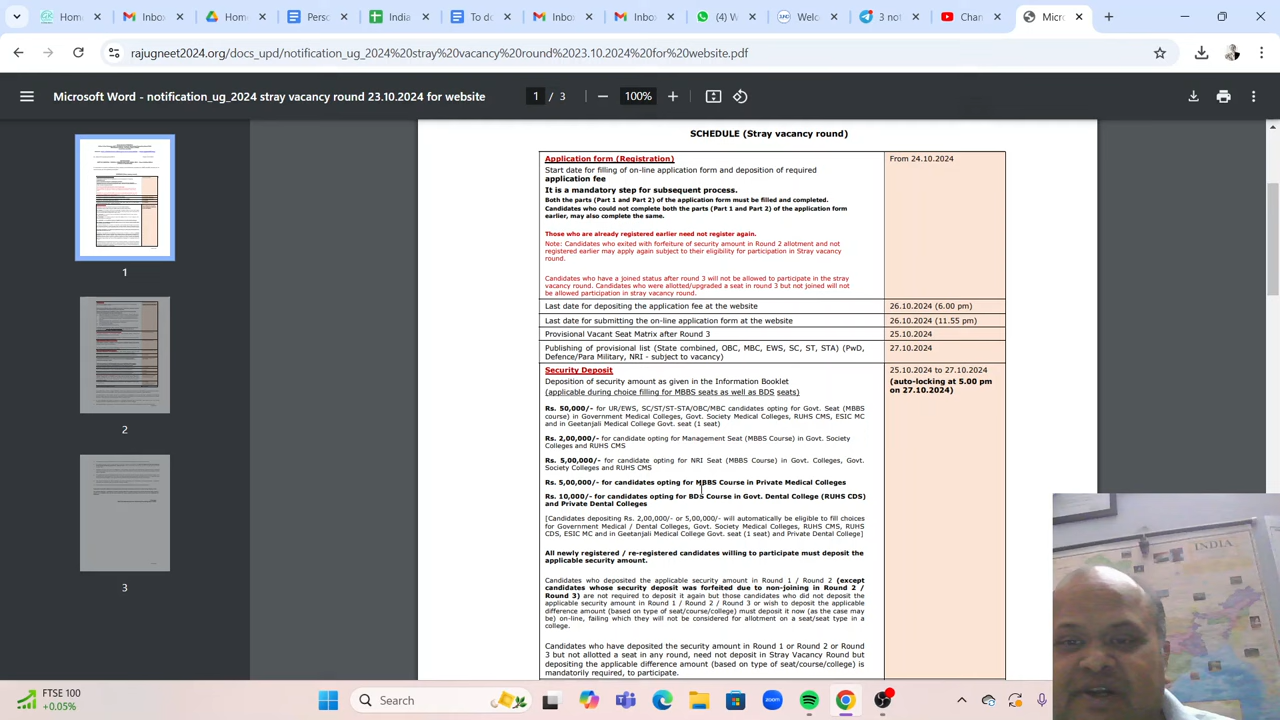 Hom
My D
Home
Perso
India
To do
(4) W
Welc
3 not
Chan
Micr
rajugneet2024.org/docs_upd/notification_ug_2024%20stray%20vacancy%20round%2023.10.2024%20for%20website.pdf
Microsoft Word - notification_ug_2024 stray vacancy round 23.10.2024 for website
1 / 3
100%
SCHEDULE (Stray vacancy round)
Application form (Registration)
From 24.10.2024
Start date for filling of on-line application form and deposition of required
application fee
It is a mandatory step for subsequent process.
Both the parts (Part 1 and Part 2) of the application form must be filled and completed.
Candidates who could not complete both the parts (Part 1 and Part 2) of the application form
earlier, may also complete the same.
Those who are already registered earlier need not register again.
Note: Candidates who exited with forfeiture of security amount in Round 2 allotment and not
registered earlier may apply again subject to their eligibility for participation in Stray vacancy
round.
Candidates who have a joined status after round 3 will not be allowed to participate in the stray
vacancy round. Candidates who were allotted/upgraded a seat in round 3 but not joined will not
be allowed participation in stray vacancy round.
Last date for depositing the application fee at the website
26.10.2024 (6.00 pm)
Last date for submitting the on-line application form at the website
26.10.2024 (11.55 pm)
Provisional Vacant Seat Matrix after Round 3
25.10.2024
Publishing of provisional list (State combined, OBC, MBC, EWS, SC, ST, STA) (PwD,
Defence/Para Military, NRI - subject to vacancy)
27.10.2024
Security Deposit
25.10.2024 to 27.10.2024
(auto-locking at 5.00 pm
on 27.10.2024)
Deposition of security amount as given in the Information Booklet
(applicable during choice filling for MBBS seats as well as BDS seats)
Rs. 50,000/- for UR/EWS, SC/ST/ST-STA/OBC/MBC candidates opting for Govt. Seat (MBBS
course) in Government Medical Colleges, Govt. Society Medical Colleges, RUHS CMS, ESIC MC
and in Geetanjali Medical College Govt. seat (1 seat)
Rs. 2,00,000/- for candidate opting for Management Seat (MBBS Course) in Govt. Society
Colleges and RUHS CMS
Rs. 5,00,000/- for candidate opting for NRI Seat (MBBS Course) in Govt. Colleges, Govt.
Society Colleges and RUHS CMS
Rs. 5,00,000/- for candidates opting for MBBS Course in Private Medical Colleges
Rs. 10,000/- for candidates opting for BDS Course in Govt. Dental College (RUHS CDS)
and Private Dental Colleges
[Candidates depositing Rs. 2,00,000/- or 5,00,000/- will automatically be eligible to fill choices
for Government Medical / Dental Colleges, Govt. Society Medical Colleges, RUHS CMS, RUHS
CDS, ESIC MC and in Geetanjali Medical College Govt. seat (1 seat) and Private Dental College]
All newly registered / re-registered candidates willing to participate must deposit the
applicable security amount.
Candidates who deposited the applicable security amount in Round 1 / Round 2 (except
candidates whose security deposit was forfeited due to non-joining in Round 2 /
Round 3) are not required to deposit it again but those candidates who did not deposit the
applicable security amount in Round 1 / Round 2 / Round 3 or wish to deposit the applicable
difference amount (based on type of seat/course/college) must deposit it now (as the case may
be) on-line, failing which they will not be considered for allotment on a seat/seat type in a
college.
Candidates who have deposited the security amount in Round 1 or Round 2 or Round
3 but not allotted a seat in any round, need not deposit in Stray Vacancy Round but
depositing the applicable difference amount (based on type of seat/course/college) is
mandatorily required, to participate.
1
2
3
INDIA
FTSE 100
+0.05%
Search